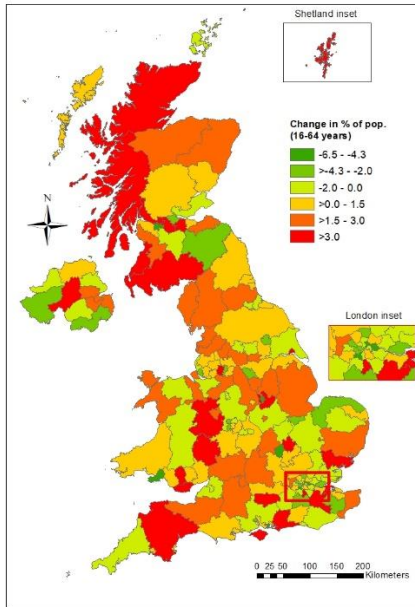 Shetland inset
Change in % of pop.
(16-64 years)
-6.5 - -4.3
>-4.3 - -2.0
-2.0 - 0.0
>0.0 - 1.5
>1.5 - 3.0
>3.0
N
London inset
0 25 50 100 150 200
Kilometers